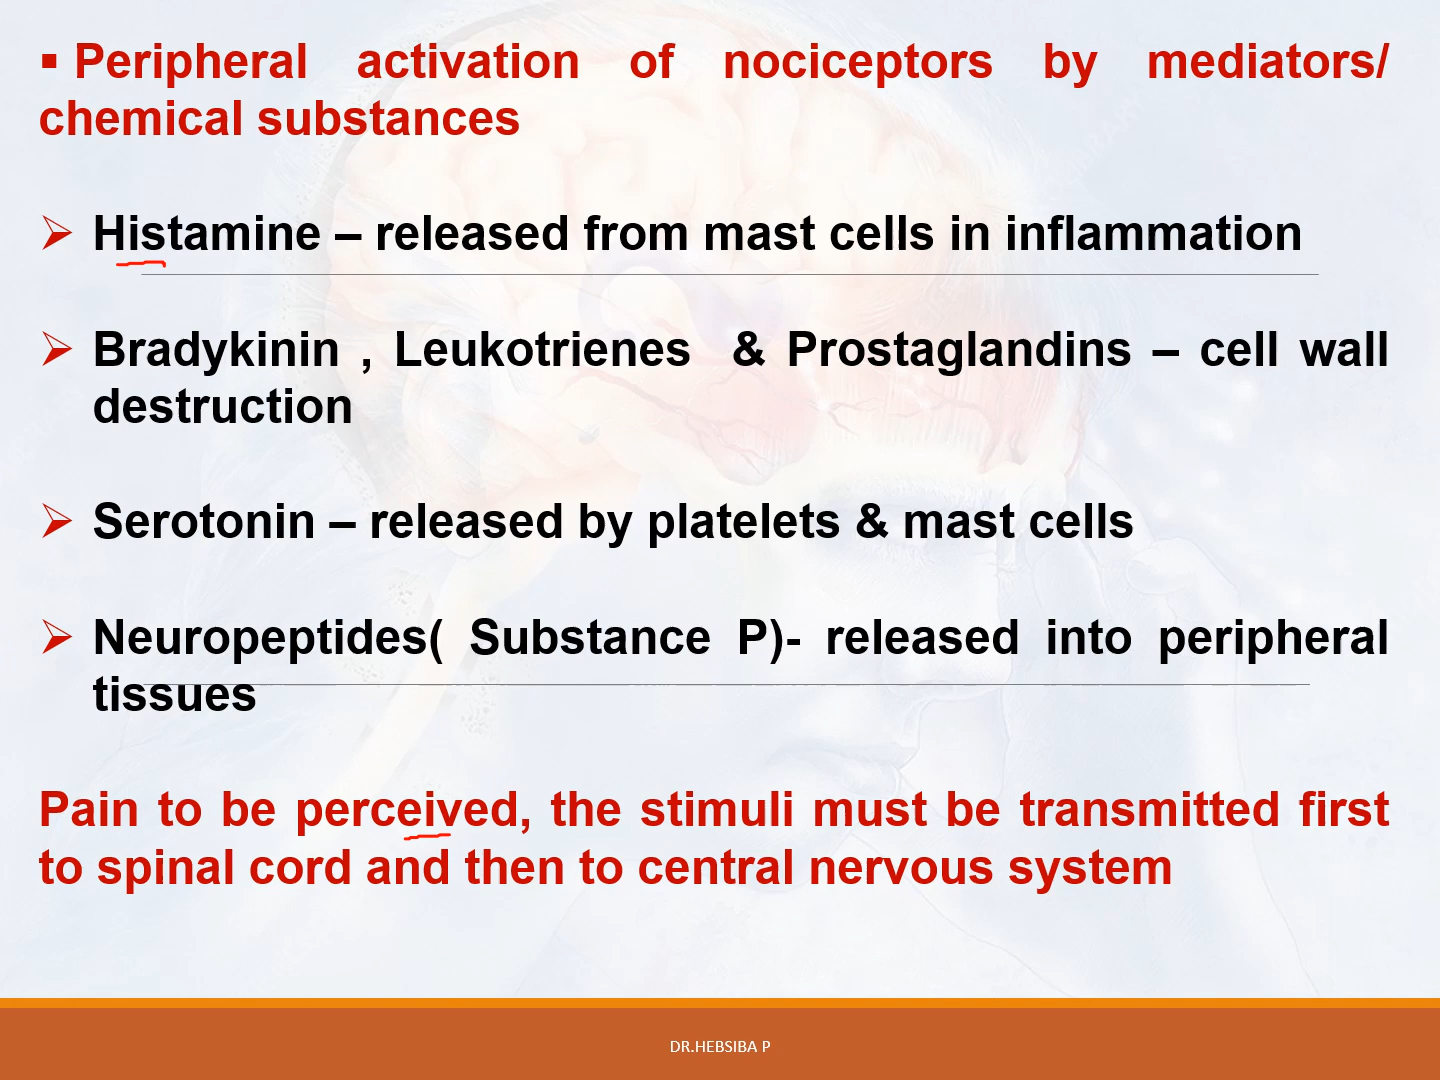 ▪ Peripheral activation of nociceptors by mediators/
chemical substances
➢ Histamine – released from mast cells in inflammation
➢ Bradykinin , Leukotrienes & Prostaglandins – cell wall
destruction
➢ Serotonin – released by platelets & mast cells
➢ Neuropeptides( Substance P)- released into peripheral
tissues
Pain to be perceived, the stimuli must be transmitted first
to spinal cord and then to central nervous system
DR.HEBSIBA P